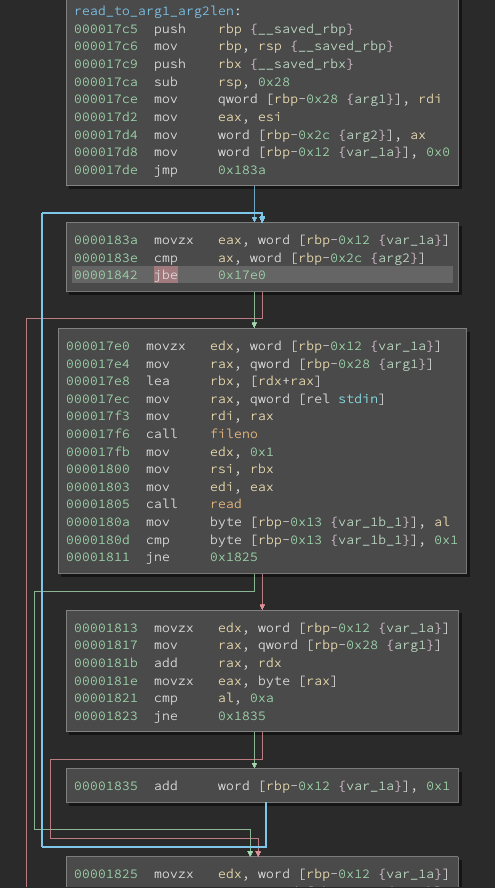 read_to_arg1_arg2len:
000017c5 push rbp {__saved_rbp}
000017c6 mov rbp, rsp {__saved_rbp}
000017c9 push rbx {__saved_rbx}
000017ca sub rsp, 0x28
000017ce mov qword [rbp-0x28 {arg1}], rdi
000017d2 mov eax, esi
000017d4 mov word [rbp-0x2c {arg2}], ax
000017d8 mov word [rbp-0x12 {var_1a}], 0x0
000017de jmp 0x183a
0000183a movzx eax, word [rbp-0x12 {var_1a}]
0000183e cmp ax, word [rbp-0x2c {arg2}]
00001842 jbe 0x17e0
000017e0 movzx edx, word [rbp-0x12 {var_1a}]
000017e4 mov rax, qword [rbp-0x28 {arg1}]
000017e8 lea rbx, [rdx+rax]
000017ec mov rax, qword [rel stdin]
000017f3 mov rdi, rax
000017f6 call fileno
000017fb mov edx, 0x1
00001800 mov rsi, rbx
00001803 mov edi, eax
00001805 call read
0000180a mov byte [rbp-0x13 {var_1b_1}], al
0000180d cmp byte [rbp-0x13 {var_1b_1}], 0x1
00001811 jne 0x1825
00001813 movzx edx, word [rbp-0x12 {var_1a}]
00001817 mov rax, qword [rbp-0x28 {arg1}]
0000181b add rax, rdx
0000181e movzx eax, byte [rax]
00001821 cmp al, 0xa
00001823 jne 0x1835
00001835 add word [rbp-0x12 {var_1a}], 0x1
00001825 movzx edx, word [rbp-0x12 {var_1a}]